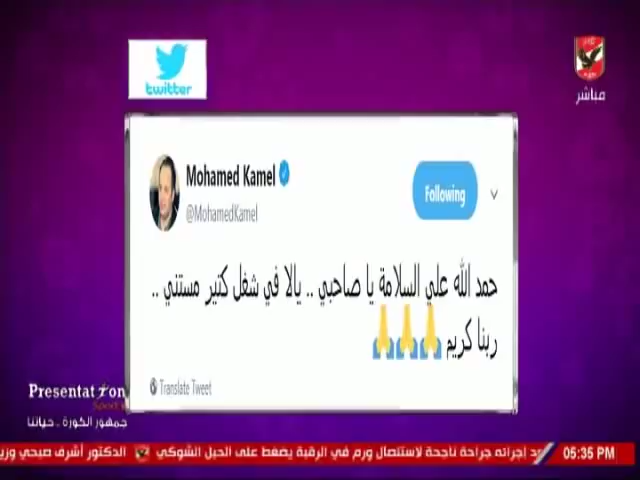 twitter
مباشر
Mohamed Kamel
Following
@MohamedKamel
حمد الله علي السلامة يا صاحبي .. يالا في شغل كتير مستني ..
ربنا كريم 🙏🙏🙏
Translate Tweet
Presentation
Sports
جمهور الكورة .. حياتنا
إجرائه جراحة ناجحة لاستئصال ورم في الرقبة يضغط على الحبل الشوكي الدكتور أشرف صبحي
05:35 PM